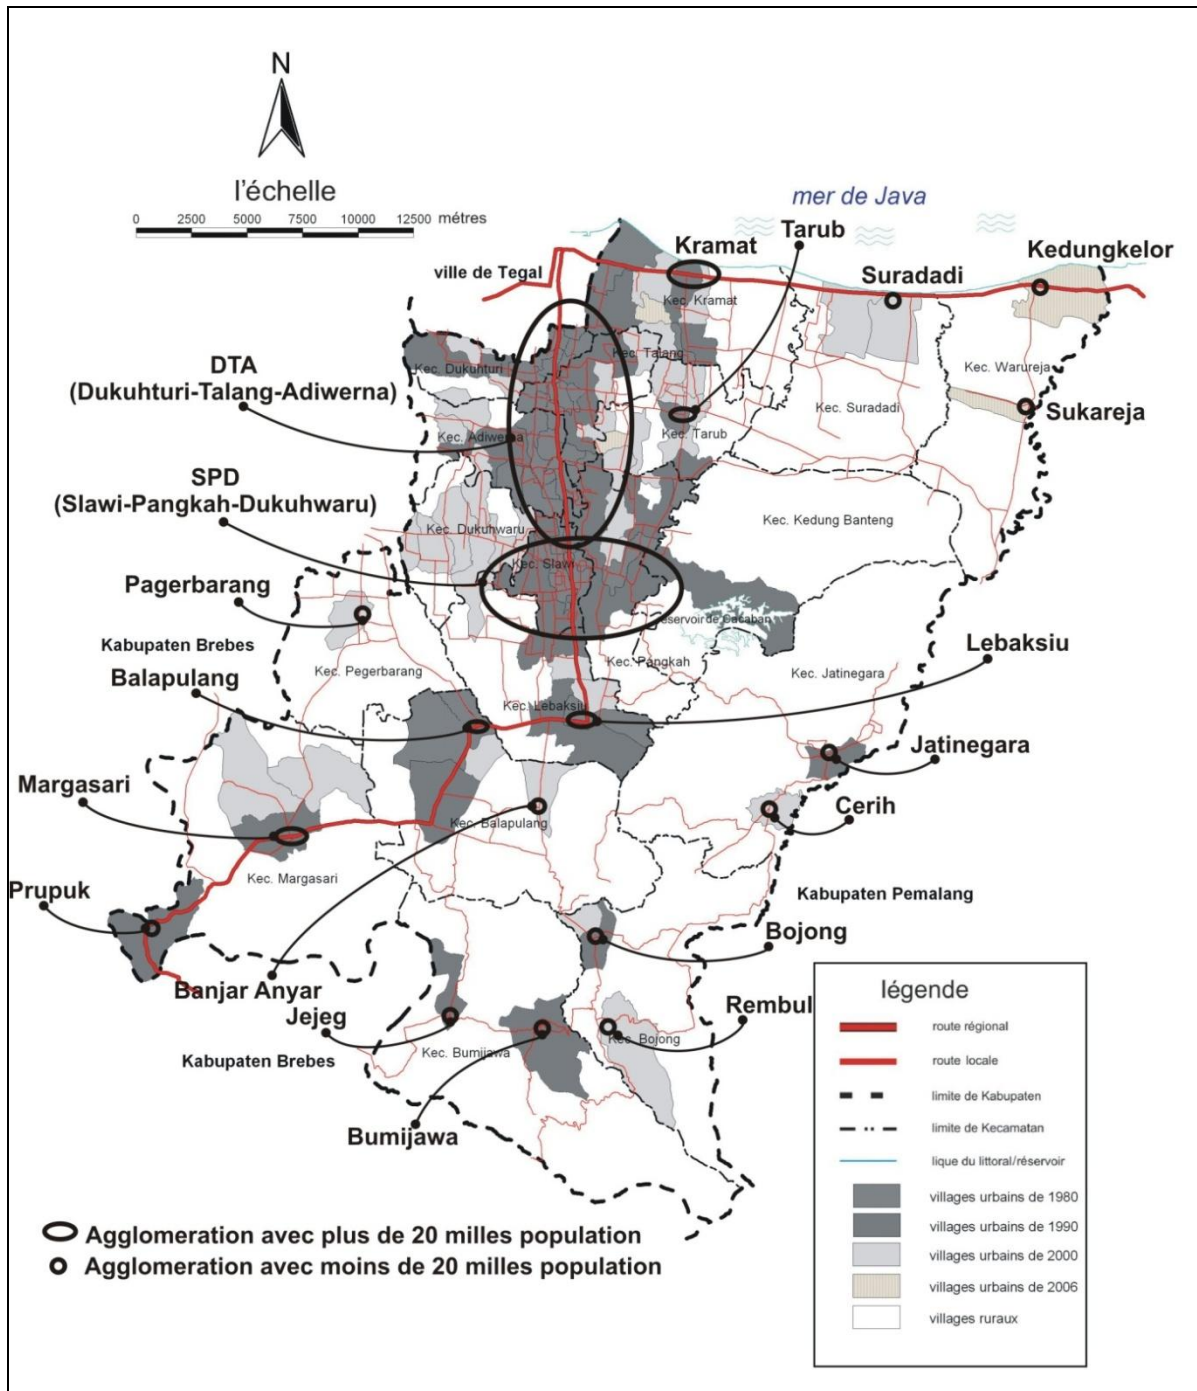 N
l'échelle
0 2500 5000 7500 10000 12500 métres
mer de Java
Tarub
Kramat
Kedungkelor
ville de Tegal
Suradadi
Kec. Kramat
Kec. Talang
DTA
(Dukuhturi-Talang-Adiwerna)
Kec. Dukuhturi
Kec. Warureja
Kec. Suradadi
Sukareja
Kec. Adiwerna
Kec. Tarub
SPD
(Slawi-Pangkah-Dukuhwaru)
Kec. Dukuhwaru
Kec. Kedung Banteng
Kec. Slawi
Pagerbarang
Kabupaten Brebes
Lebaksiu
Kec. Pegerbarang
Kec. Pangkah
Kec. Jatinegara
Balapulang
Kec. Lebaksiu
Jatinegara
Margasari
Cerih
Kec. Balapulang
Prupuk
Kec. Margasari
Kabupaten Pemalang
Bojong
Banjar Anyar
Jejeg
Rembul
Kec. Bojong
Kec. Bumijawa
Kabupaten Brebes
Bumijawa
légende
route régional
route locale
limite de Kabupaten
limite de Kecamatan
lique du littoral/réservoir
villages urbains de 1980
villages urbains de 1990
villages urbains de 2000
villages urbains de 2006
villages ruraux
Agglomeration avec plus de 20 milles population
Agglomeration avec moins de 20 milles population